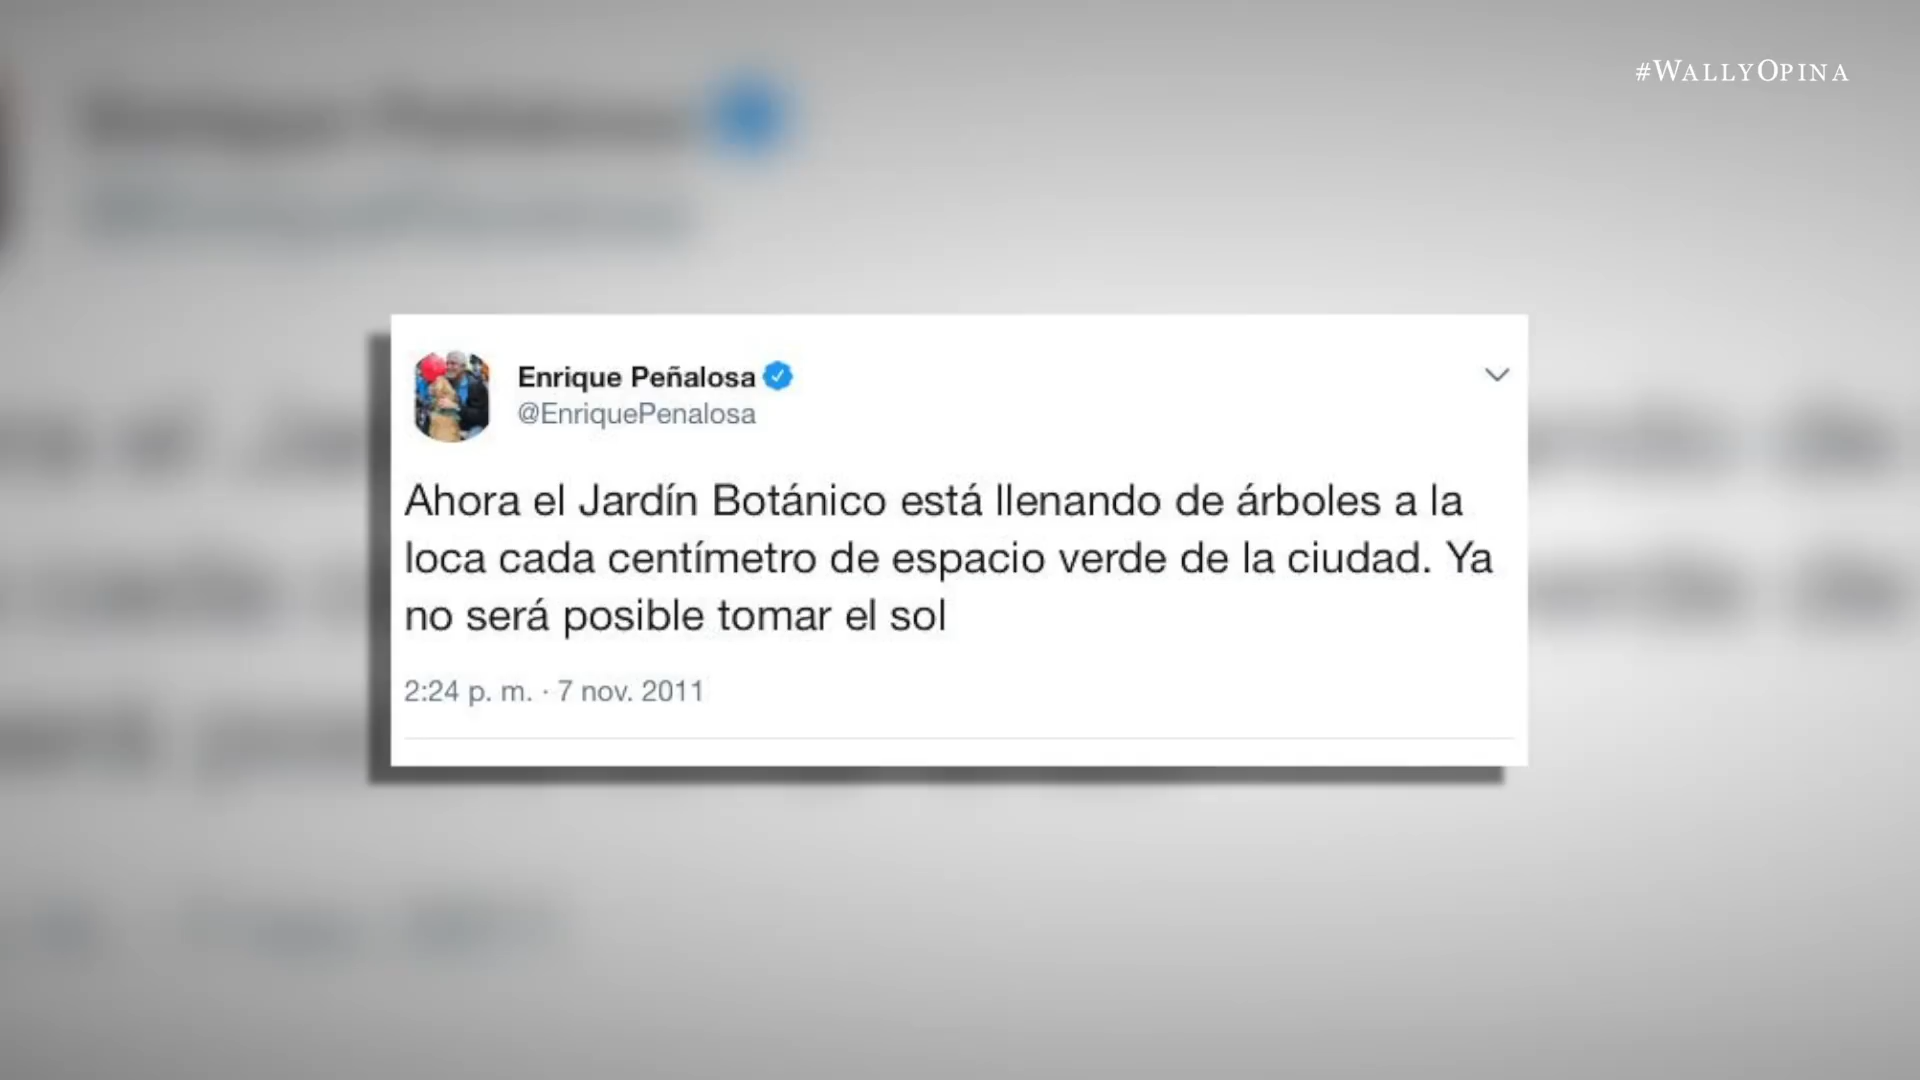 #WallyOpina
Enrique Peñalosa
@EnriquePenalosa
Ahora el Jardín Botánico está llenando de árboles a la
loca cada centímetro de espacio verde de la ciudad. Ya
no será posible tomar el sol
2:24 p. m. · 7 nov. 2011